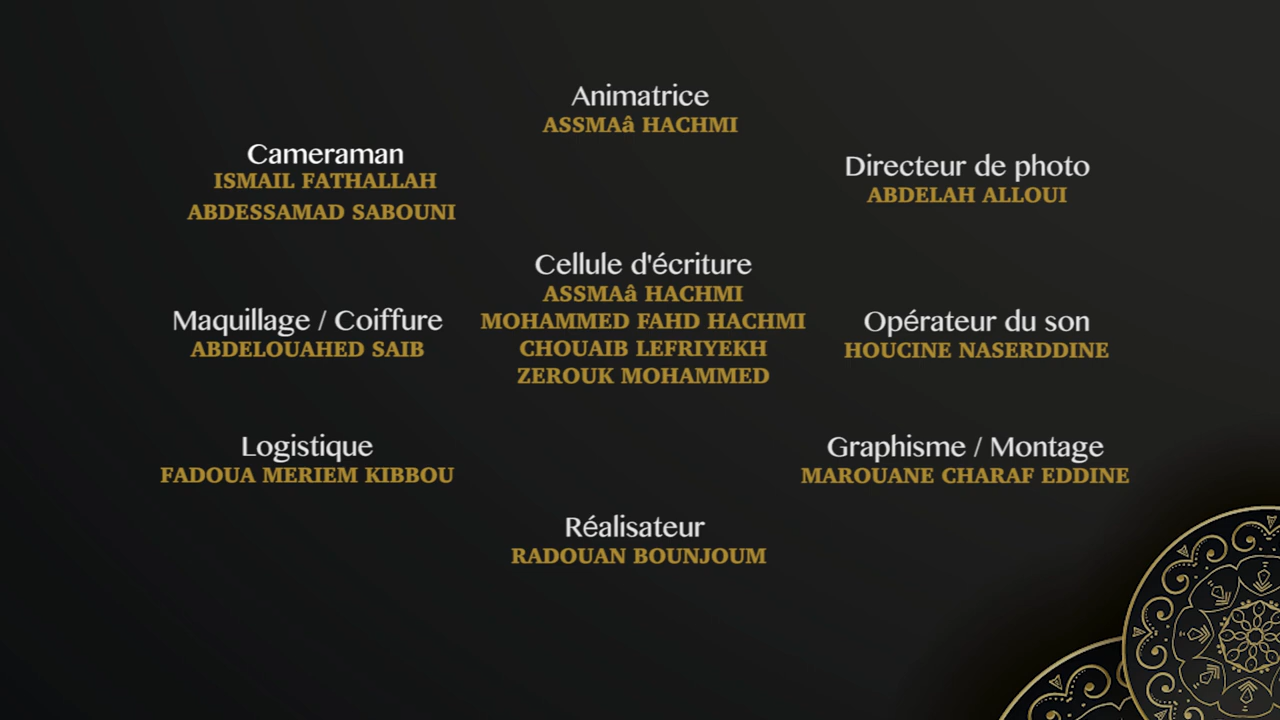 Animatrice
ASSMAâ HACHMI
Cameraman
ISMAIL FATHALLAH
ABDESSAMAD SABOUNI
Directeur de photo
ABDELAH ALLOUI
Cellule d'écriture
ASSMAâ HACHMI
MOHAMMED FAHD HACHMI
CHOUAIB LEFRIYEKH
ZEROUK MOHAMMED
Maquillage / Coiffure
ABDELOUAHED SAIB
Opérateur du son
HOUCINE NASERDDINE
Logistique
FADOUA MERIEM KIBBOU
Graphisme / Montage
MAROUANE CHARAF EDDINE
Réalisateur
RADOUAN BOUNJOUM